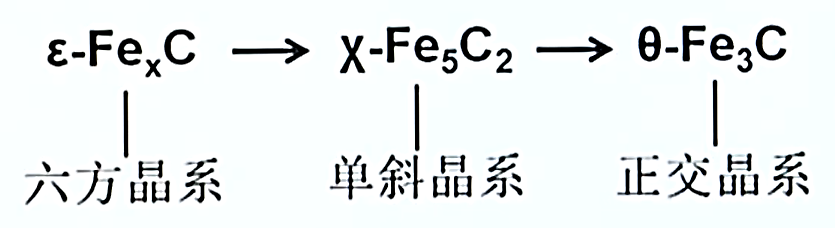 ε-FeₓC → χ-Fe₅C₂ → θ-Fe₃C
六方晶系 单斜晶系 正交晶系